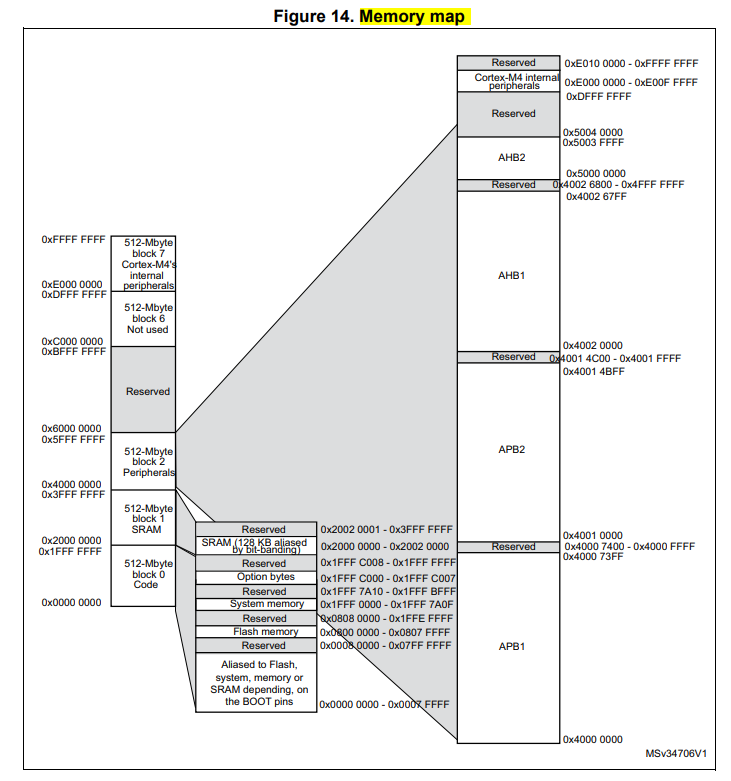 Figure 14. Memory map
0xFFFF FFFF
512-Mbyte
block 7
Cortex-M4's
internal
peripherals
0xE000 0000
0xDFFF FFFF
512-Mbyte
block 6
Not used
0xC000 0000
0xBFFF FFFF
Reserved
0x6000 0000
0x5FFF FFFF
512-Mbyte
block 2
Peripherals
0x4000 0000
0x3FFF FFFF
512-Mbyte
block 1
SRAM
0x2000 0000
0x1FFF FFFF
512-Mbyte
block 0
Code
0x0000 0000
Reserved 0x2002 0001 - 0x3FFF FFFF
SRAM (128 KB aliased
by bit-banding)
0x2000 0000 - 0x2002 0000
Reserved 0x1FFF C008 - 0x1FFF FFFF
Option bytes 0x1FFF C000 - 0x1FFF C007
Reserved 0x1FFF 7A10 - 0x1FFF BFFF
System memory 0x1FFF 0000 - 0x1FFF 7A0F
Reserved 0x0808 0000 - 0x1FFE FFFF
Flash memory 0x0800 0000 - 0x0807 FFFF
Reserved 0x0008 0000 - 0x07FF FFFF
Aliased to Flash,
system, memory or
SRAM depending, on
the BOOT pins
0x0000 0000 - 0x0007 FFFF
Reserved 0xE010 0000 - 0xFFFF FFFF
Cortex-M4 internal
peripherals
0xE000 0000 - 0xE00F FFFF
0xDFFF FFFF
Reserved
0x5004 0000
0x5003 FFFF
AHB2
0x5000 0000
Reserved 0x4002 6800 - 0x4FFF FFFF
0x4002 67FF
AHB1
0x4002 0000
Reserved 0x4001 4C00 - 0x4001 FFFF
0x4001 4BFF
APB2
0x4001 0000
Reserved 0x4000 7400 - 0x4000 FFFF
0x4000 73FF
APB1
0x4000 0000
MSv34706V1